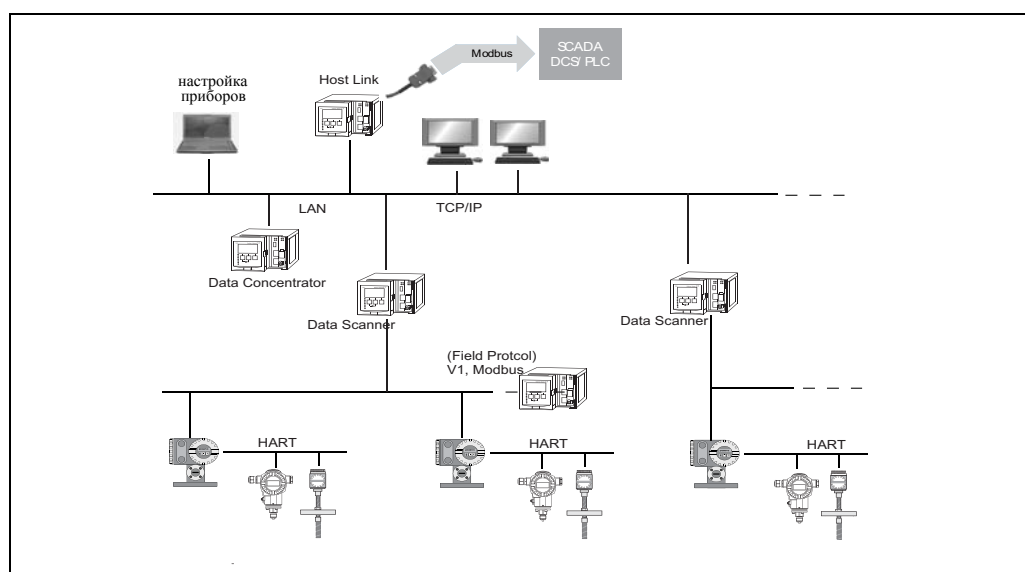 SCADA
DCS/ PLC
Modbus
Host Link
настройка
приборов
LAN
TCP/IP
Data Concentrator
Data Scanner
Data Scanner
(Field Protcol)
V1, Modbus
HART
HART
HART